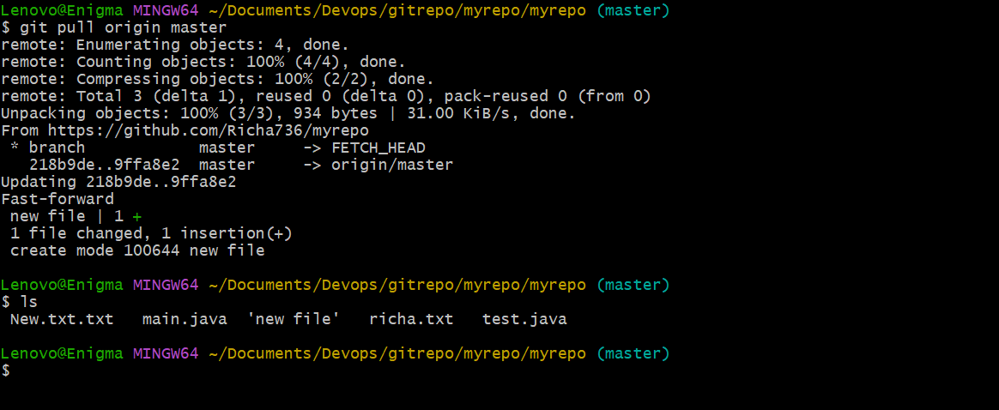 Lenovo@Enigma MINGW64 ~/Documents/Devops/gitrepo/myrepo/myrepo (master)
$ git pull origin master
remote: Enumerating objects: 4, done.
remote: Counting objects: 100% (4/4), done.
remote: Compressing objects: 100% (2/2), done.
remote: Total 3 (delta 1), reused 0 (delta 0), pack-reused 0 (from 0)
Unpacking objects: 100% (3/3), 934 bytes | 31.00 KiB/s, done.
From https://github.com/Richa736/myrepo
 * branch            master     -> FETCH_HEAD
   218b9de..9ffa8e2  master     -> origin/master
Updating 218b9de..9ffa8e2
Fast-forward
 new file | 1 +
 1 file changed, 1 insertion(+)
 create mode 100644 new file
Lenovo@Enigma MINGW64 ~/Documents/Devops/gitrepo/myrepo/myrepo (master)
$ ls
 New.txt.txt   main.java  'new file'   richa.txt   test.java
Lenovo@Enigma MINGW64 ~/Documents/Devops/gitrepo/myrepo/myrepo (master)
$